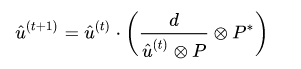 û^(t+1) = û^(t) · ( d / (û^(t) ⊗ P) ⊗ P* )